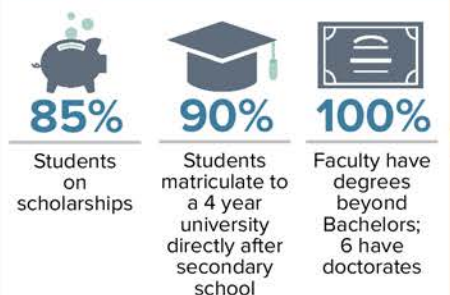 85%
Students
on
scholarships
90%
Students
matriculate to
a 4 year
university
directly after
secondary
school
100%
Faculty have
degrees
beyond
Bachelors;
6 have
doctorates